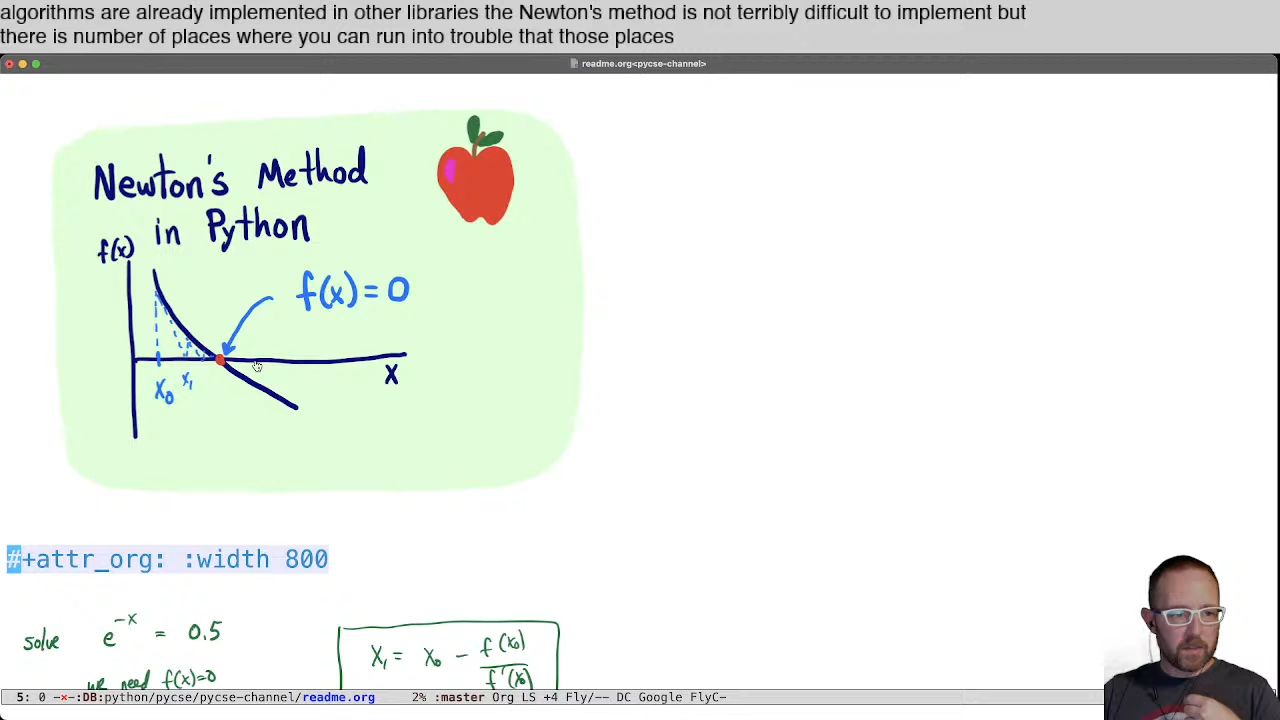 algorithms are already implemented in other libraries the Newton's method is not terribly difficult to implement but
there is number of places where you can run into trouble that those places
readme.org<pycse-channel>
Newton's Method
in Python
f(x)
f(x)=0
X
X0 x1
#+attr_org: :width 800
solve e^-x = 0.5
we need f(x)=0
X1 = x0 - f(x0)
f'(x0)
5: 0 -×-:DB:python/pycse/pycse-channel/readme.org 2% :master Org LS +4 Fly/-- DC Google FlyC-